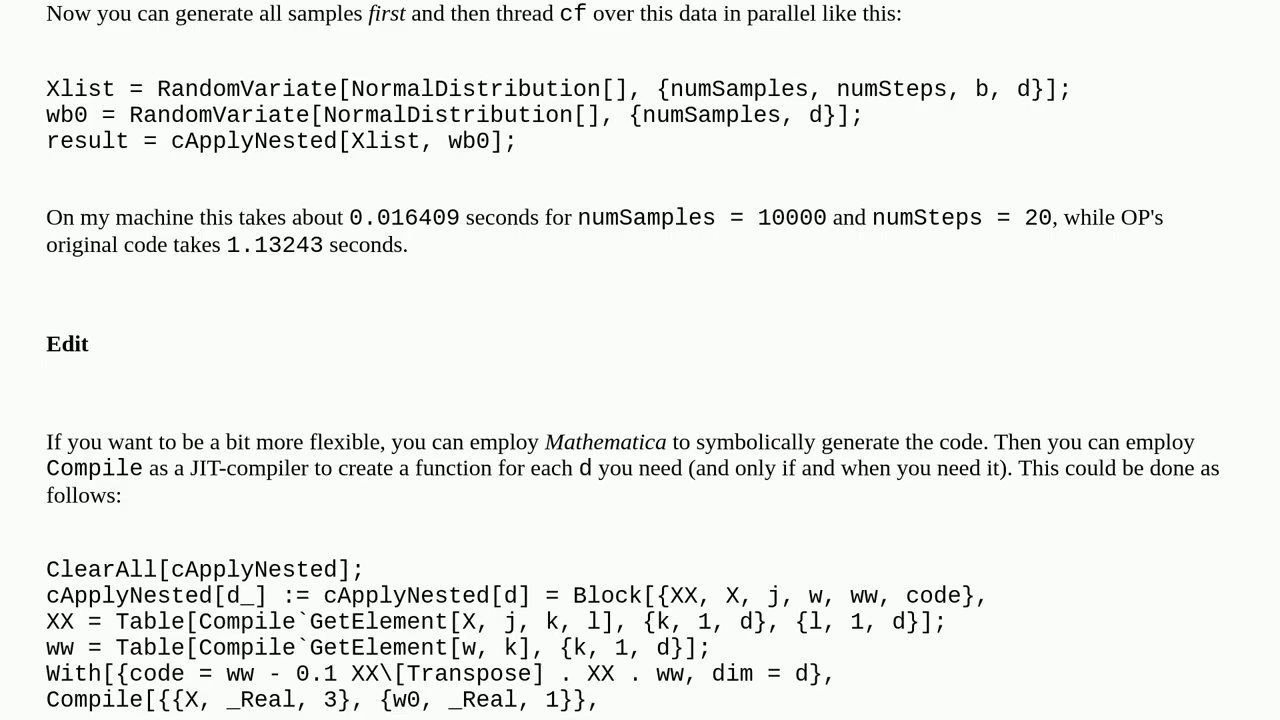 Now you can generate all samples first and then thread cf over this data in parallel like this:
Xlist = RandomVariate[NormalDistribution[], {numSamples, numSteps, b, d}];
wb0 = RandomVariate[NormalDistribution[], {numSamples, d}];
result = cApplyNested[Xlist, wb0];
On my machine this takes about 0.016409 seconds for numSamples = 10000 and numSteps = 20, while OP's
original code takes 1.13243 seconds.
Edit
If you want to be a bit more flexible, you can employ Mathematica to symbolically generate the code. Then you can employ
Compile as a JIT-compiler to create a function for each d you need (and only if and when you need it). This could be done as
follows:
ClearAll[cApplyNested];
cApplyNested[d_] := cApplyNested[d] = Block[{XX, X, j, w, ww, code},
XX = Table[Compile`GetElement[X, j, k, l], {k, 1, d}, {l, 1, d}];
ww = Table[Compile`GetElement[w, k], {k, 1, d}];
With[{code = ww - 0.1 XX\[Transpose] . XX . ww, dim = d},
Compile[{{X, _Real, 3}, {w0, _Real, 1}},